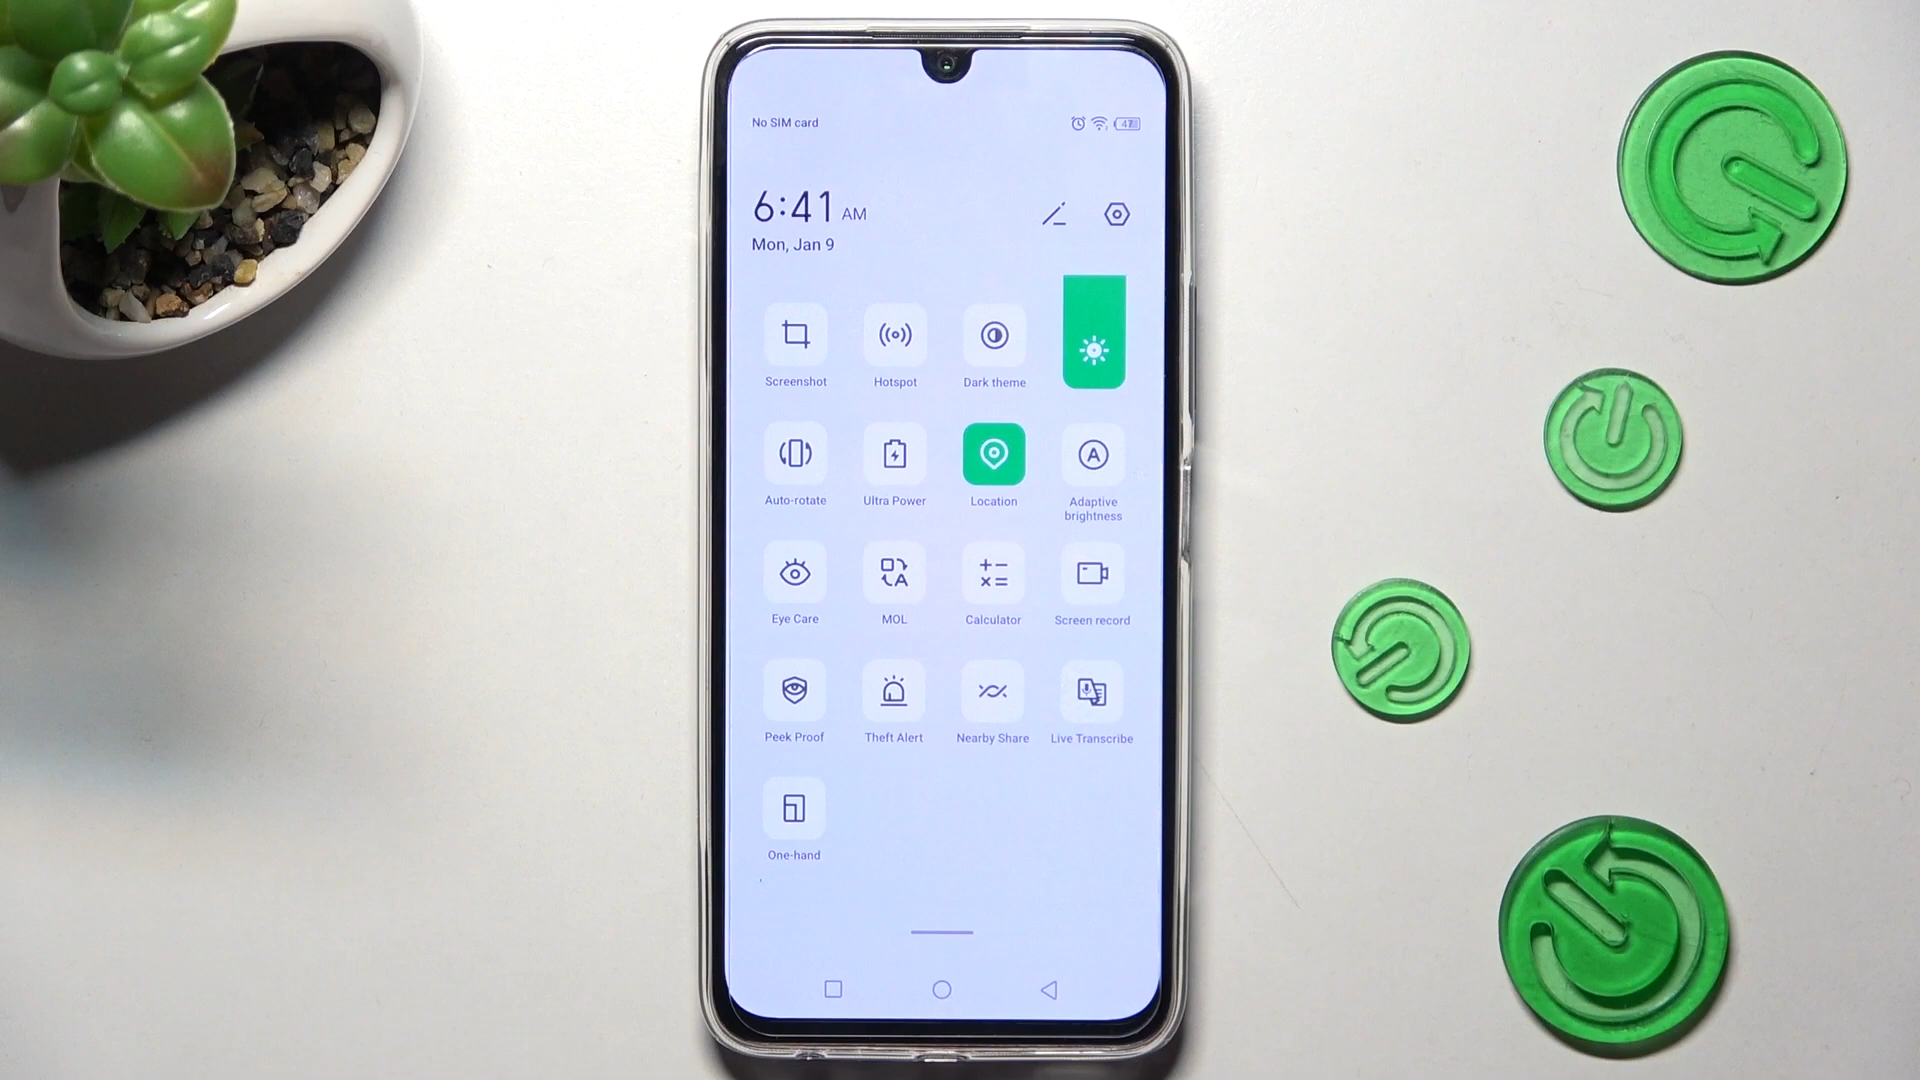 No SIM card
47
6:41 AM
Mon, Jan 9
Screenshot
Hotspot
Dark theme
Auto-rotate
Ultra Power
Location
Adaptive
brightness
Eye Care
MOL
Calculator
Screen record
Peek Proof
Theft Alert
Nearby Share
Live Transcribe
One-hand